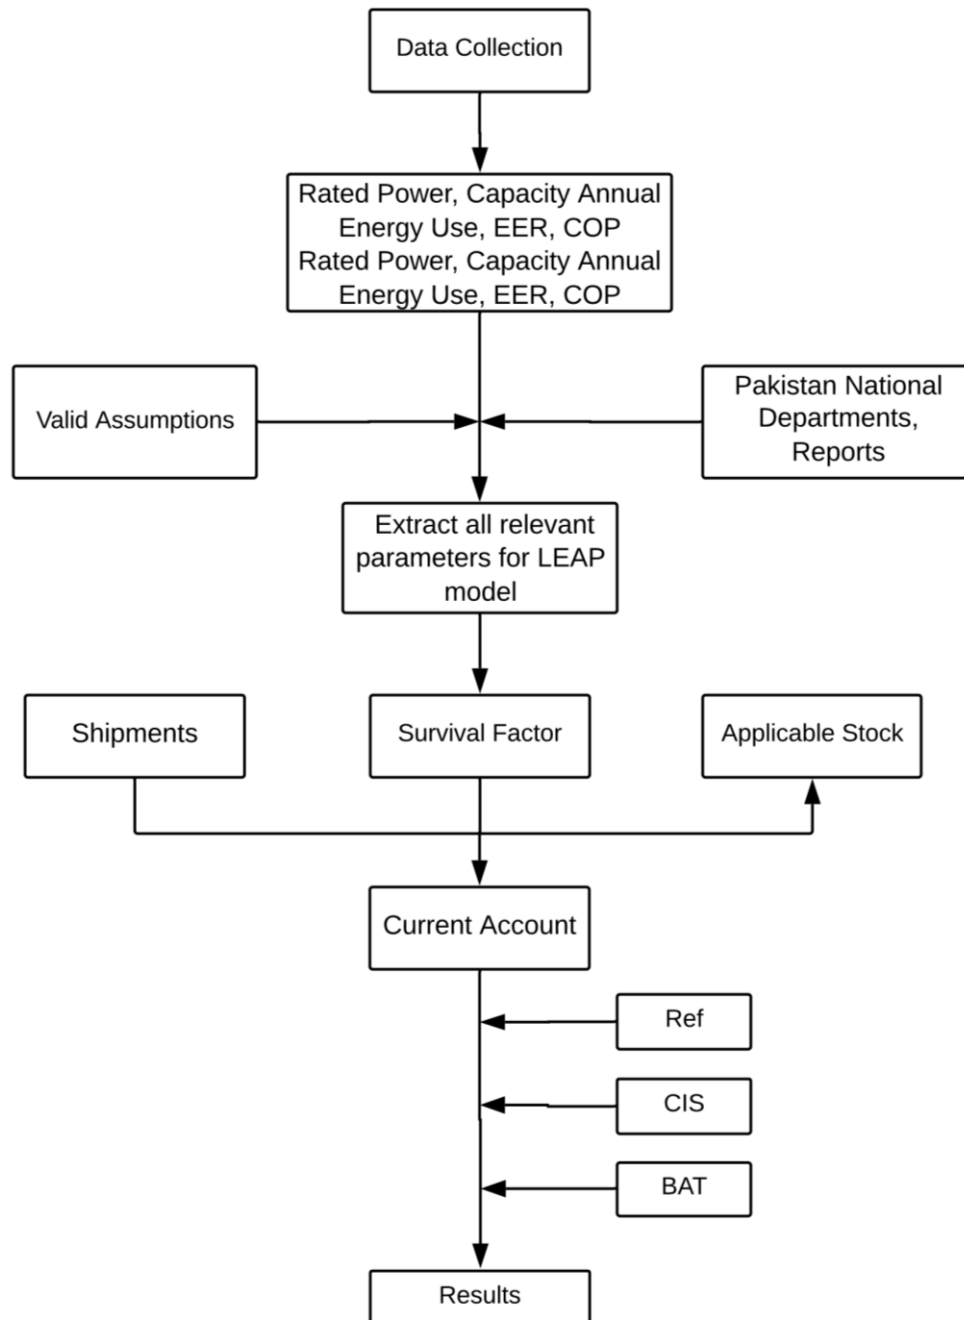 Data Collection
Rated Power, Capacity Annual
Energy Use, EER, COP
Rated Power, Capacity Annual
Energy Use, EER, COP
Valid Assumptions
Pakistan National
Departments,
Reports
Extract all relevant
parameters for LEAP
model
Shipments
Survival Factor
Applicable Stock
Current Account
Ref
CIS
BAT
Results